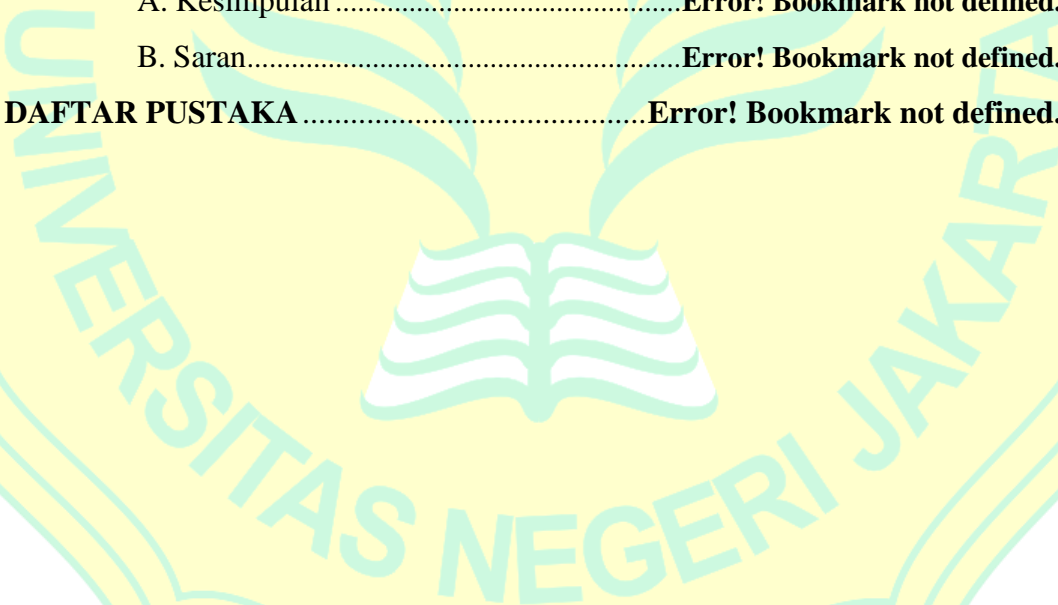 A. Kesimpulan............................................Error! Bookmark not defined.
B. Saran.......................................................Error! Bookmark not defined.
DAFTAR PUSTAKA...........................................Error! Bookmark not defined.
UNIVERSITAS NEGERI JAKARTA